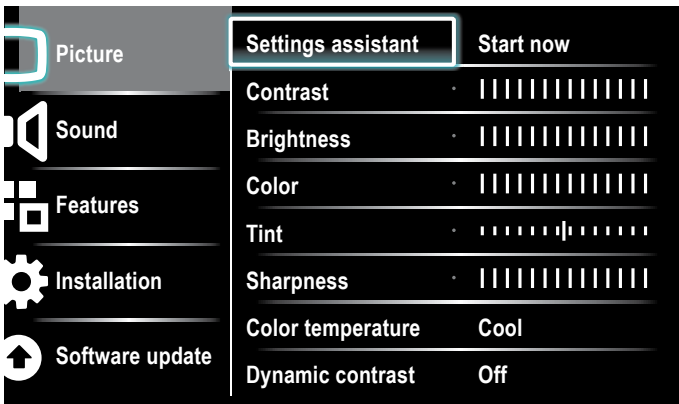 Picture
Sound
Features
Installation
Software update
Settings assistant Start now
Contrast
Brightness
Color
Tint
Sharpness
Color temperature Cool
Dynamic contrast Off